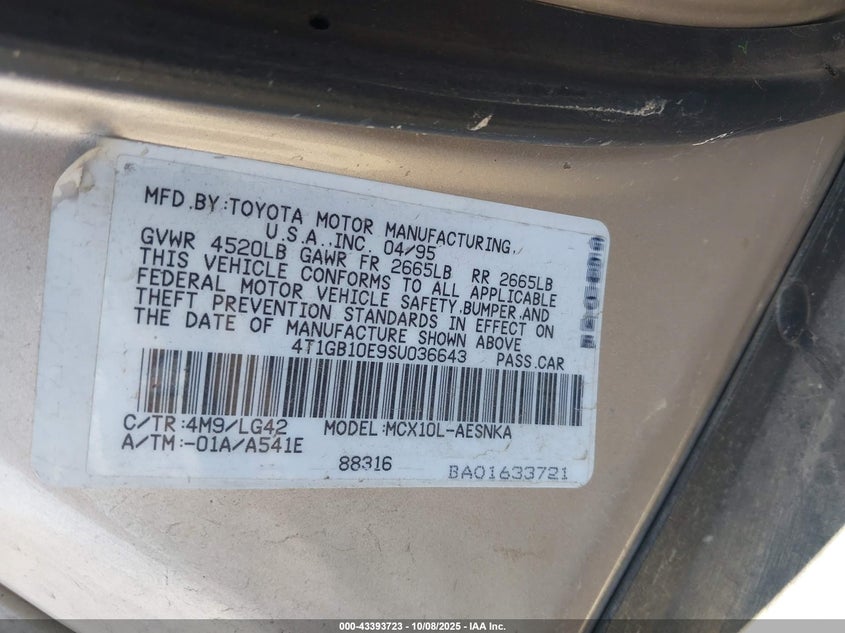 MFD.BY:TOYOTA MOTOR MANUFACTURING,
U.S.A.,INC. 04/95
GVWR 4520LB GAWR FR 2665LB RR 2665LB
THIS VEHICLE CONFORMS TO ALL APPLICABLE
FEDERAL MOTOR VEHICLE SAFETY,BUMPER,AND
THEFT PREVENTION STANDARDS IN EFFECT ON
THE DATE OF MANUFACTURE SHOWN ABOVE
4T1GB10E9SU036643 PASS.CAR
C/TR:4M9/LG42 MODEL:MCX10L-AESNKA
A/TM:-01A/A541E
88316 BA01633721
000-43393723 - 10/08/2025 - IAA Inc.